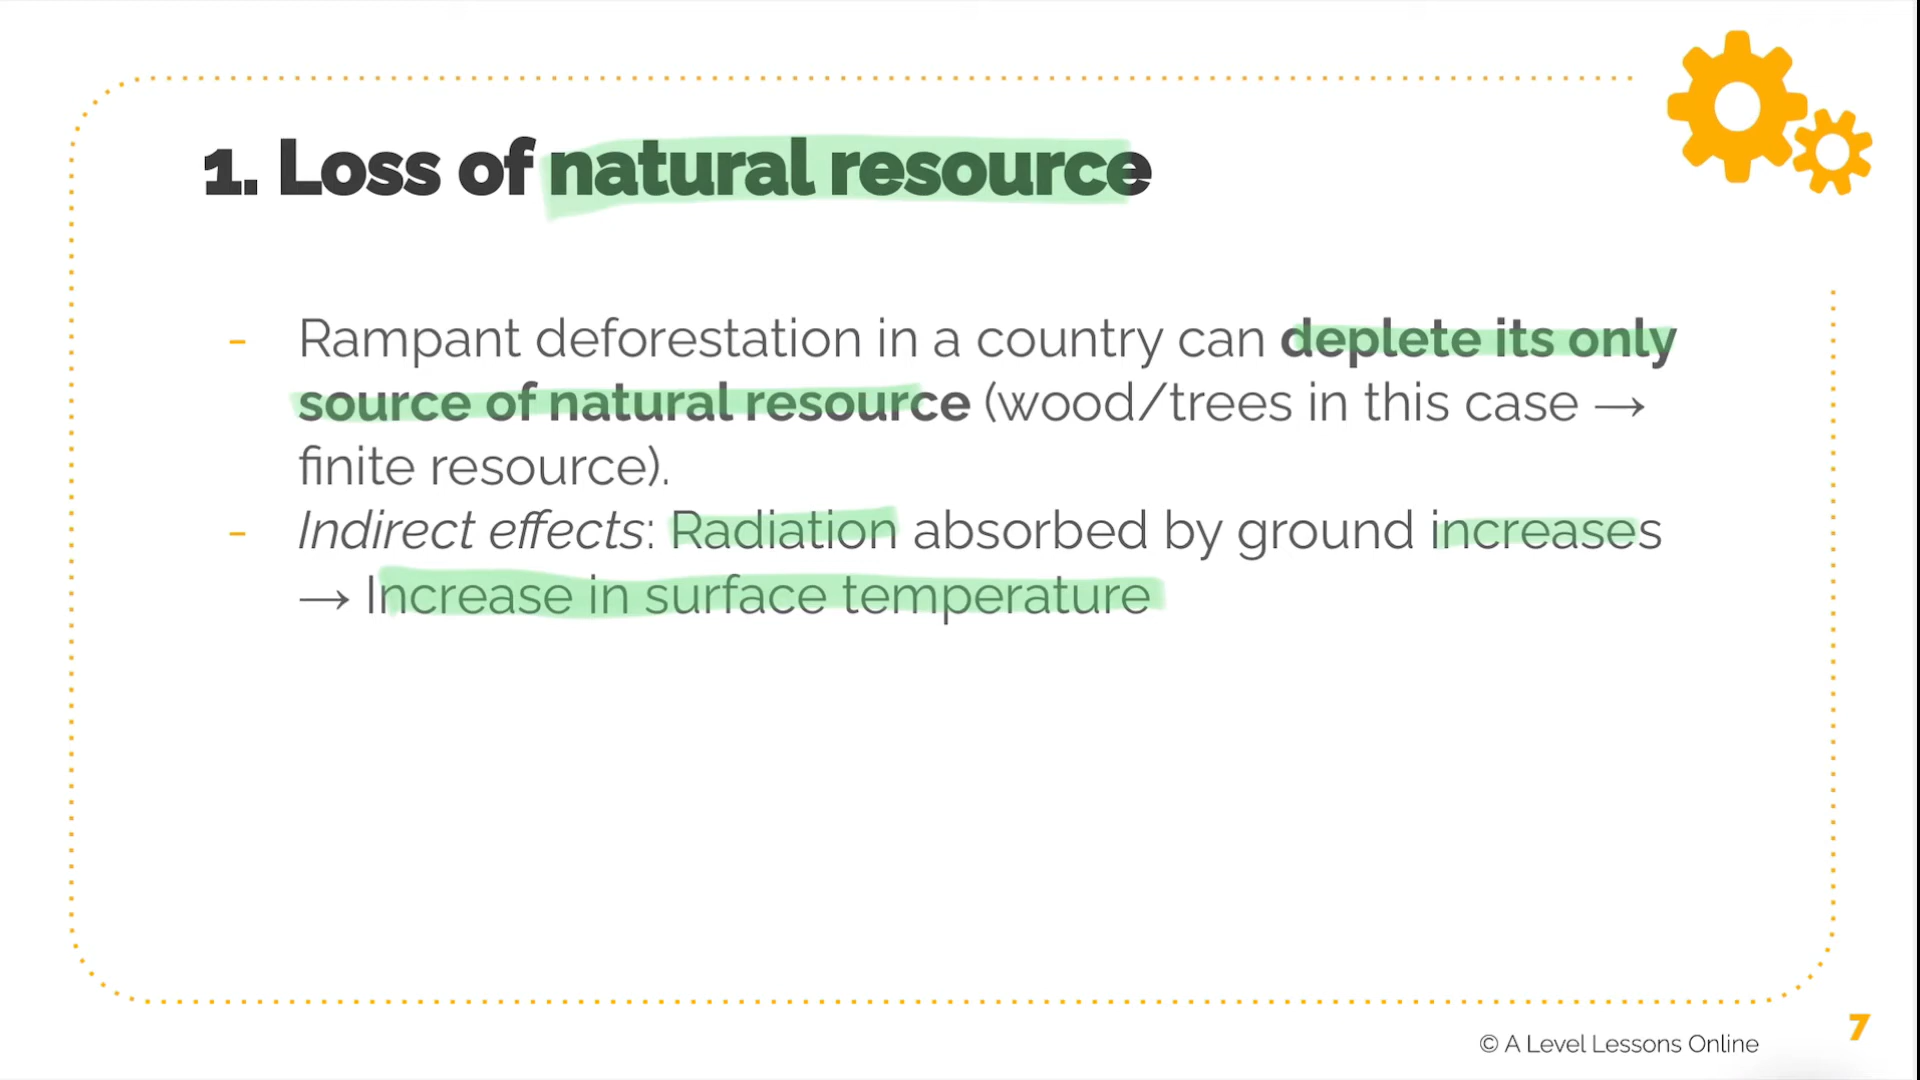 1. Loss of natural resource
- Rampant deforestation in a country can deplete its only
source of natural resource (wood/trees in this case →
finite resource).
- Indirect effects: Radiation absorbed by ground increases
→ Increase in surface temperature
© A Level Lessons Online
7